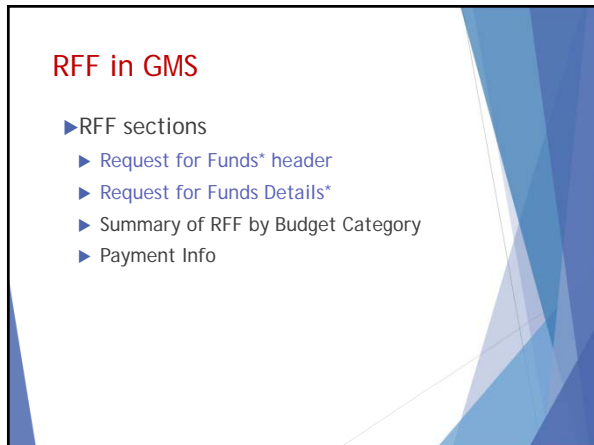 RFF in GMS
RFF sections
Request for Funds* header
Request for Funds Details*
Summary of RFF by Budget Category
Payment Info